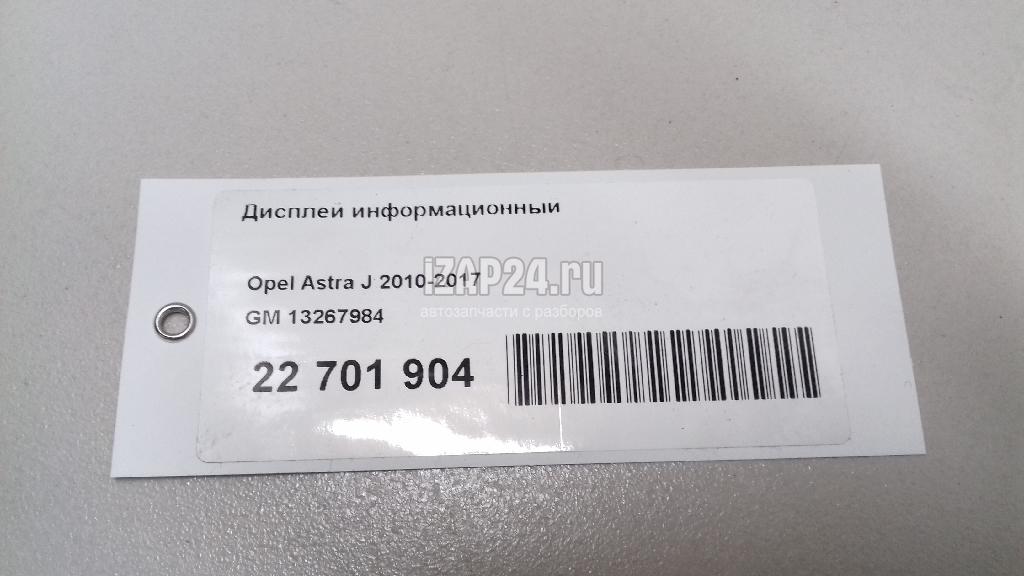 Дисплей информационный
Opel Astra J 2010-2017
iZAP24.ru
GM 13267984
автозапчасти с разборов
22 701 904